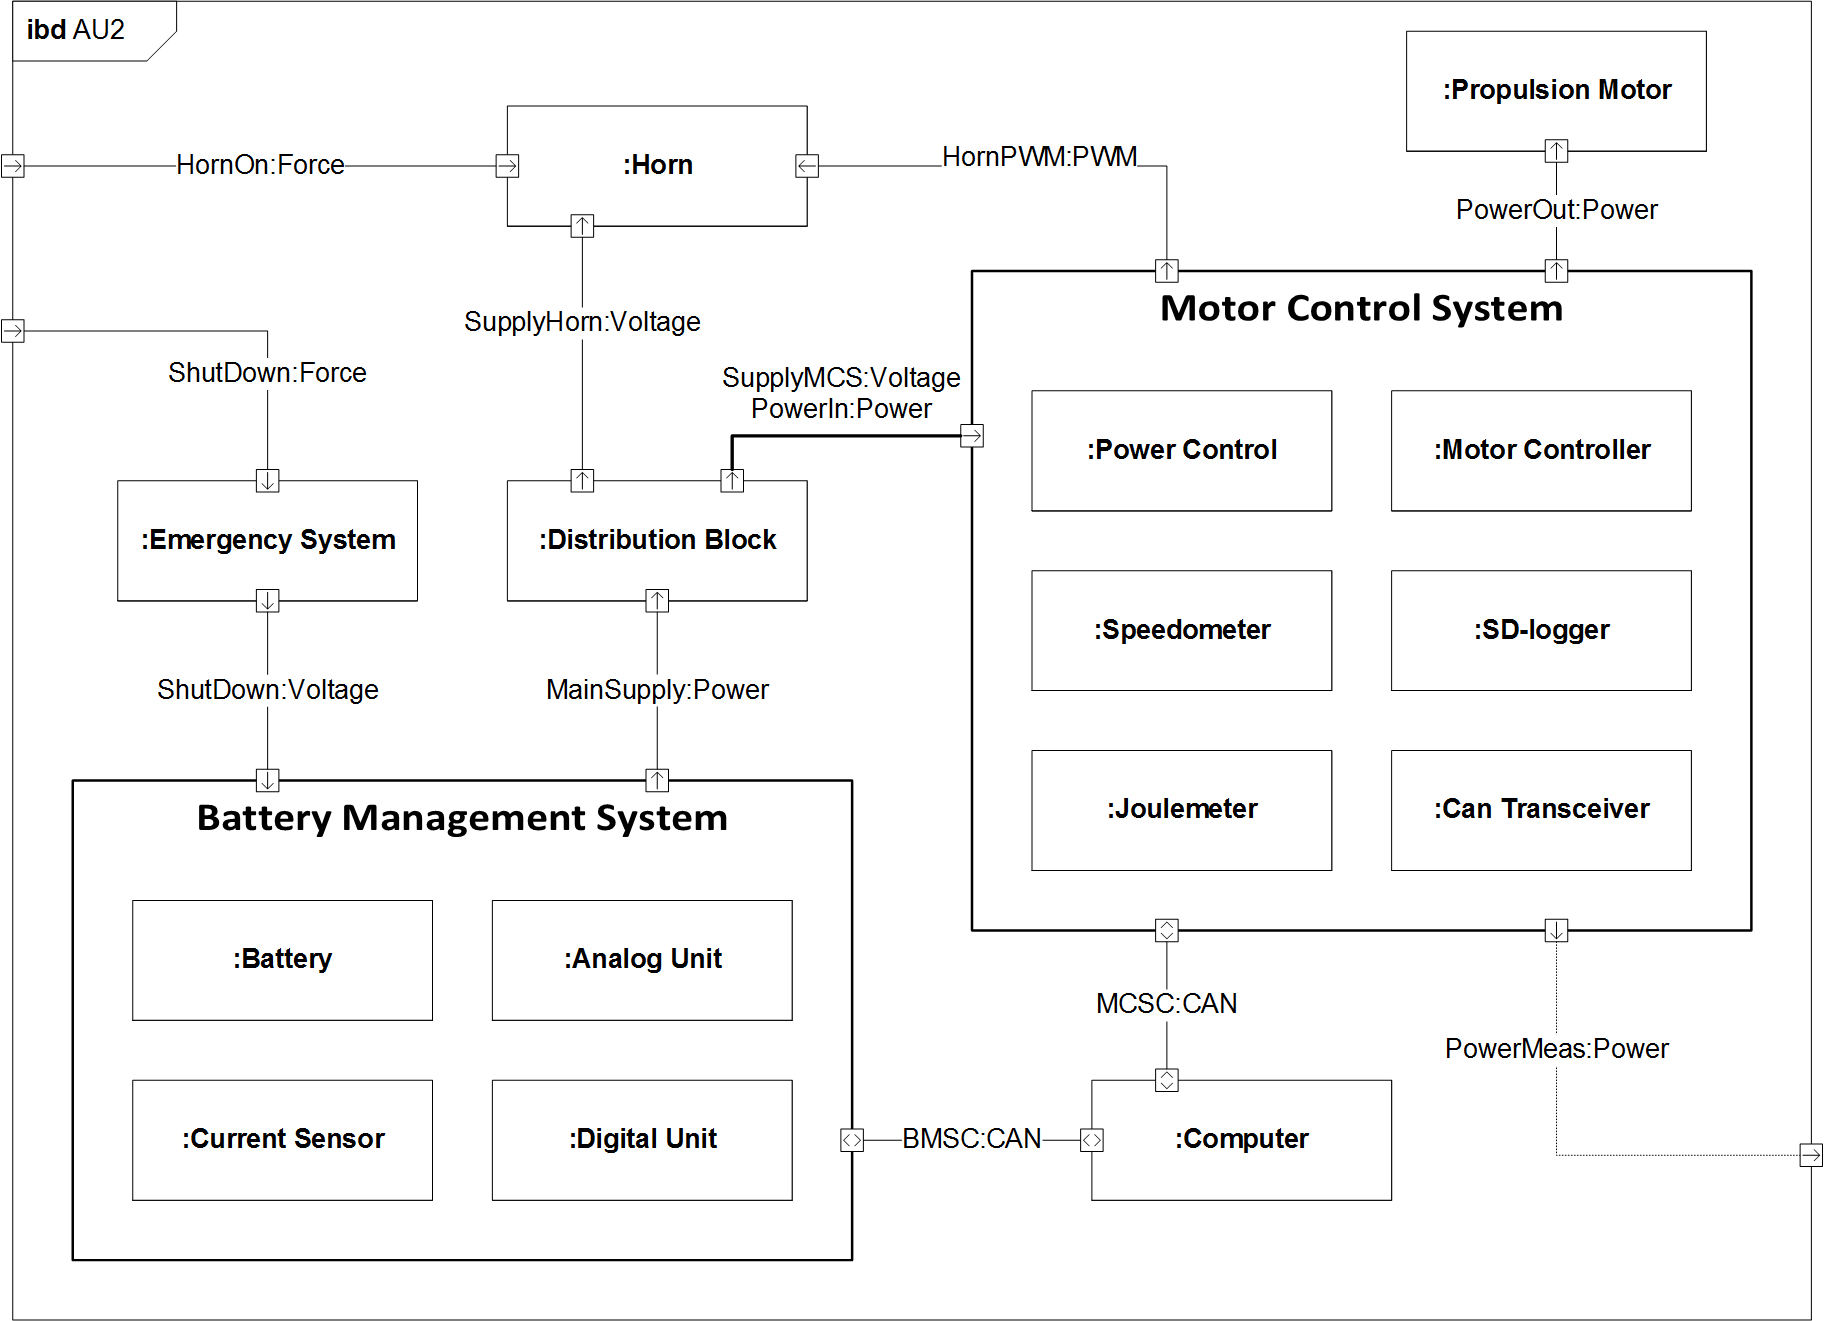 ibd AU2
:Propulsion Motor
HornOn:Force
:Horn
HornPWM:PWM
PowerOut:Power
Motor Control System
SupplyHorn:Voltage
ShutDown:Force
SupplyMCS:Voltage
PowerIn:Power
:Power Control
:Motor Controller
:Emergency System
:Distribution Block
:Speedometer
:SD-logger
ShutDown:Voltage
MainSupply:Power
Battery Management System
:Joulemeter
:Can Transceiver
:Battery
:Analog Unit
MCSC:CAN
PowerMeas:Power
:Current Sensor
:Digital Unit
BMSC:CAN
:Computer